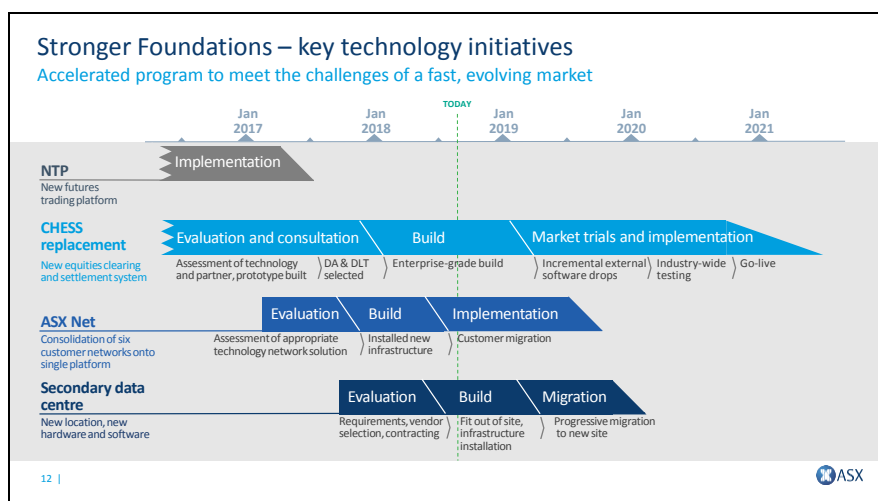 Stronger Foundations – key technology initiatives
Accelerated program to meet the challenges of a fast, evolving market
TODAY
Jan
2017
Jan
2018
Jan
2019
Jan
2020
Jan
2021
Implementation
NTP
New futures
trading platform
CHESS
replacement
New equities clearing
and settlement system
Evaluation and consultation
Build
Market trials and implementation
Assessment of technology
and partner, prototype built
DA & DLT
selected
Enterprise-grade build
Incremental external
software drops
Industry-wide
testing
Go-live
ASX Net
Consolidation of six
customer networks onto
single platform
Evaluation
Build
Implementation
Assessment of appropriate
technology network solution
Installed new
infrastructure
Customer migration
Secondary data
centre
New location, new
hardware and software
Evaluation
Build
Migration
Requirements, vendor
selection, contracting
Fit out of site,
infrastructure
installation
Progressive migration
to new site
12 |
ASX